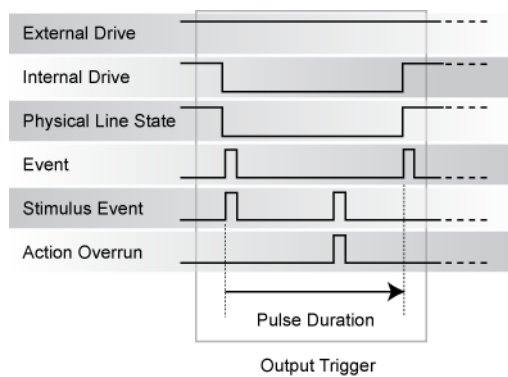 External Drive
Internal Drive
Physical Line State
Event
Stimulus Event
Action Overrun
Pulse Duration
Output Trigger